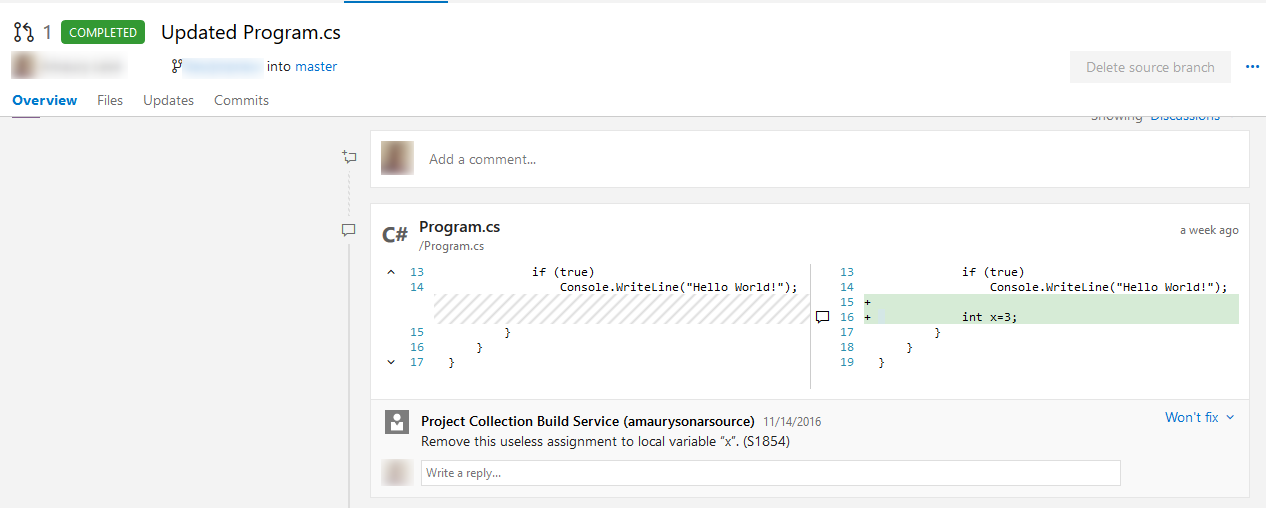 1 COMPLETED Updated Program.cs
into master
Delete source branch
Overview Files Updates Commits
Showing Discussions
Add a comment...
C# Program.cs
/Program.cs
a week ago
13 if (true)
14 Console.WriteLine("Hello World!");
15 }
16 }
17 }
13 if (true)
14 Console.WriteLine("Hello World!");
15 +
16 + int x=3;
17 }
18 }
19 }
Project Collection Build Service (amaurysonarsource) 11/14/2016
Won't fix
Remove this useless assignment to local variable “x”. (S1854)
Write a reply...